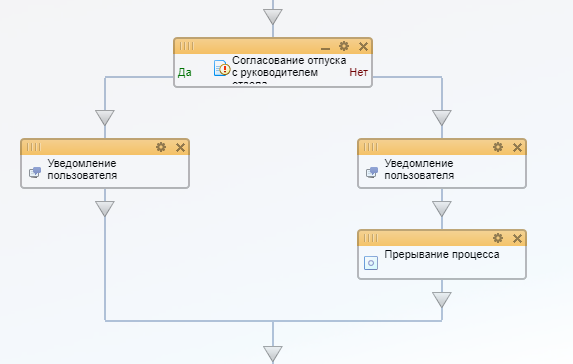 Согласование отпуска
Да
с руководителем
Нет
Уведомление
пользователя
Уведомление
пользователя
Прерывание процесса